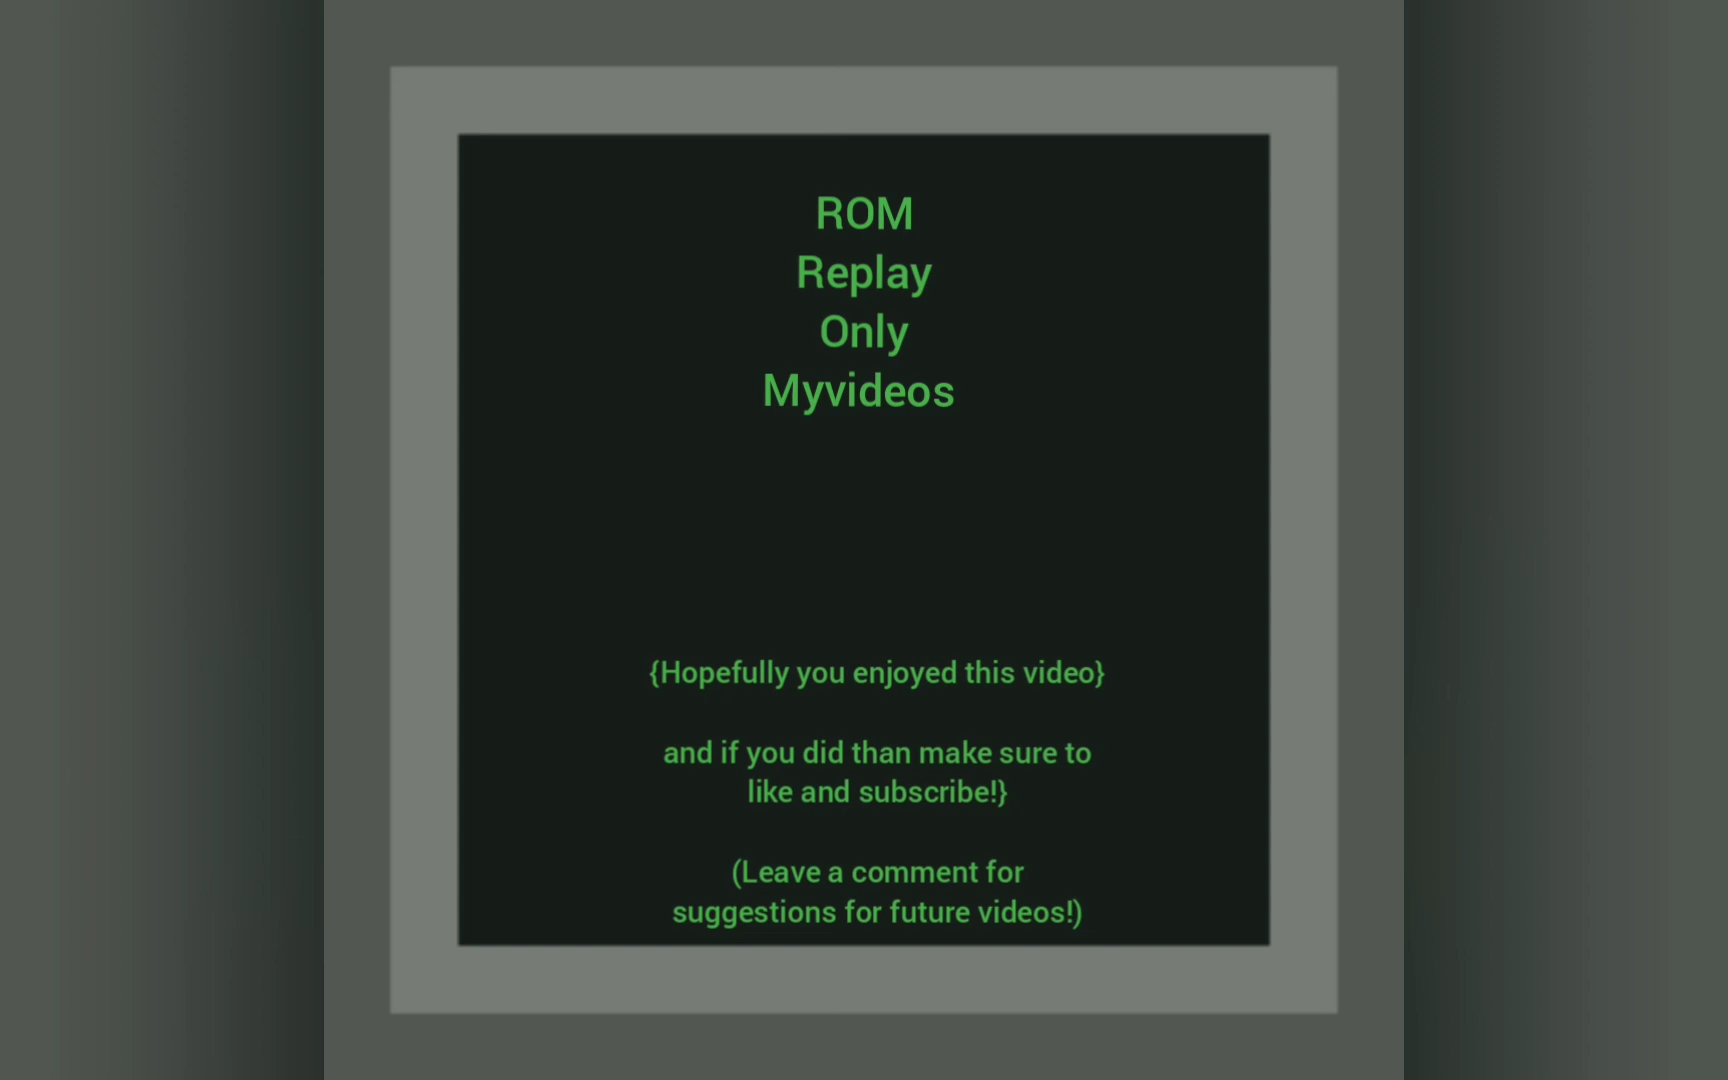 ROM
Replay
Only
Myvideos
{Hopefully you enjoyed this video}
and if you did than make sure to
like and subscribe!}
(Leave a comment for
suggestions for future videos!)